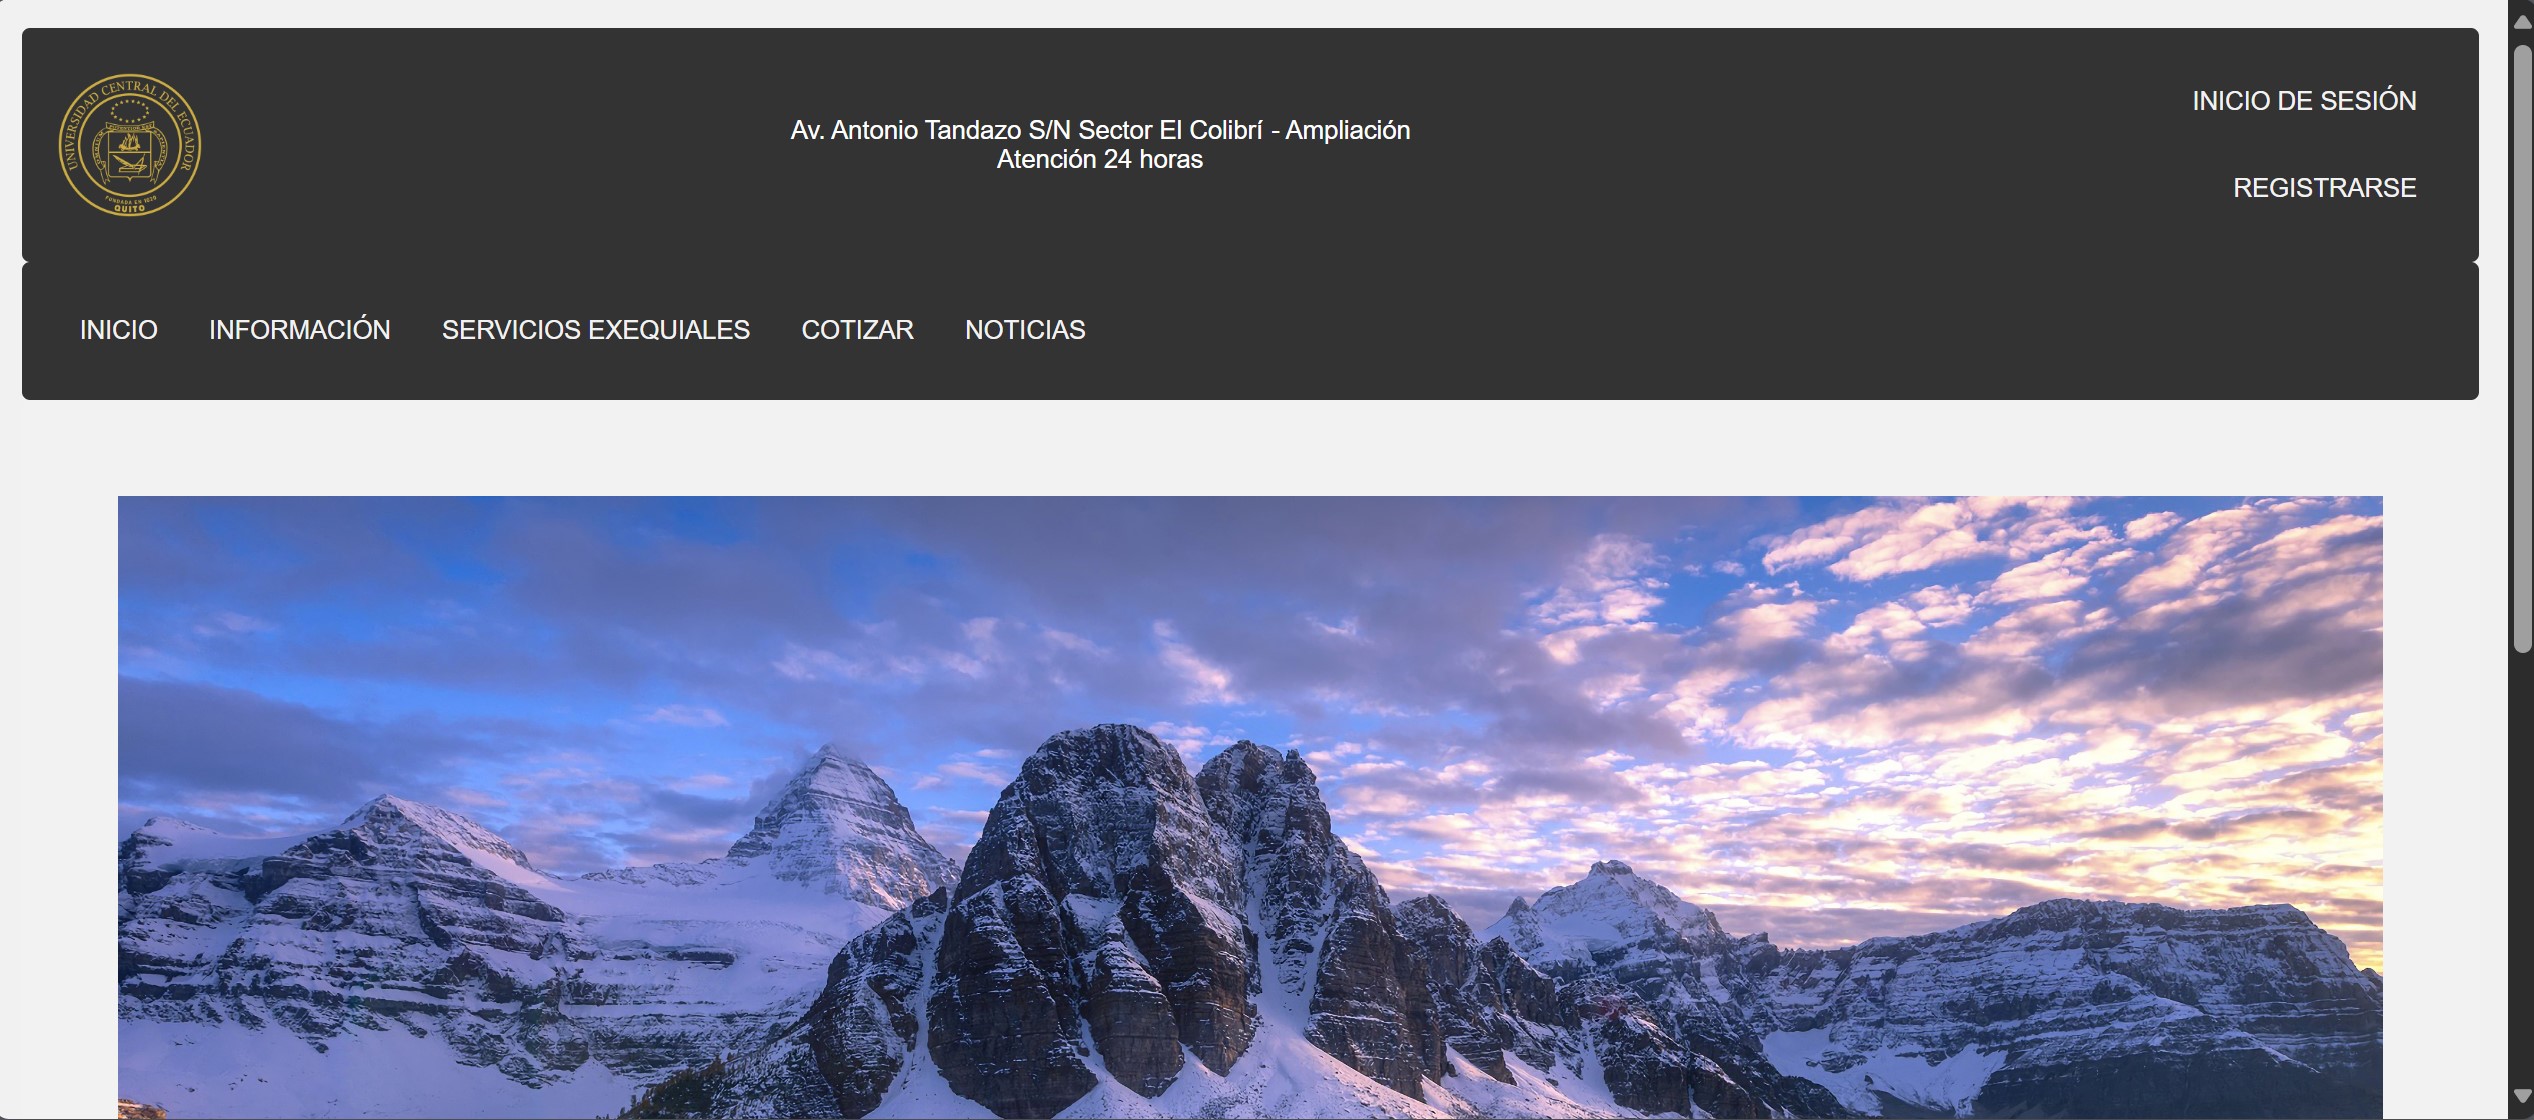 UNIVERSIDAD CENTRAL DEL ECUADOR
FUNDADA EN 1826
QUITO
Av. Antonio Tandazo S/N Sector El Colibrí - Ampliación
Atención 24 horas
INICIO DE SESIÓN
REGISTRARSE
INICIO INFORMACIÓN SERVICIOS EXEQUIALES COTIZAR NOTICIAS